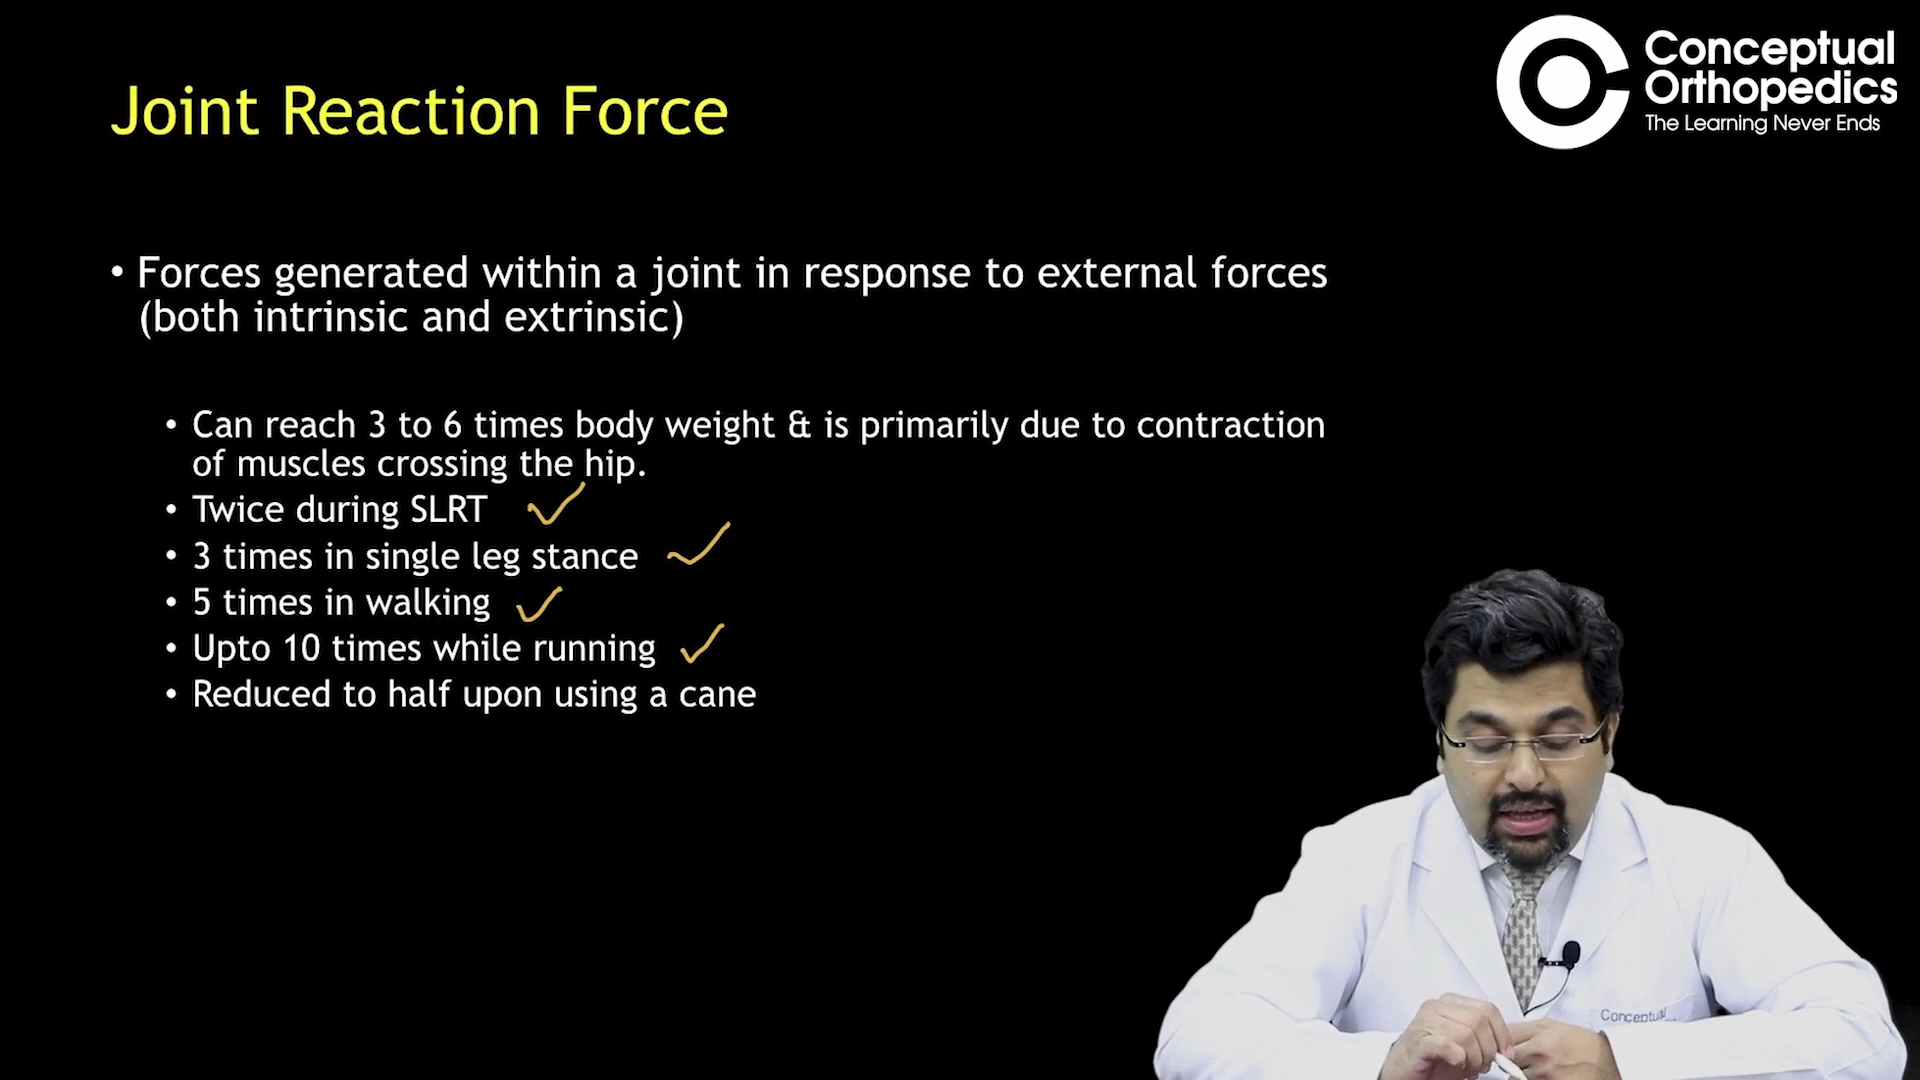 Conceptual
Orthopedics
The Learning Never Ends
Joint Reaction Force
• Forces generated within a joint in response to external forces
(both intrinsic and extrinsic)
• Can reach 3 to 6 times body weight & is primarily due to contraction
of muscles crossing the hip.
• Twice during SLRT
• 3 times in single leg stance
• 5 times in walking
• Upto 10 times while running
• Reduced to half upon using a cane
Conceptual